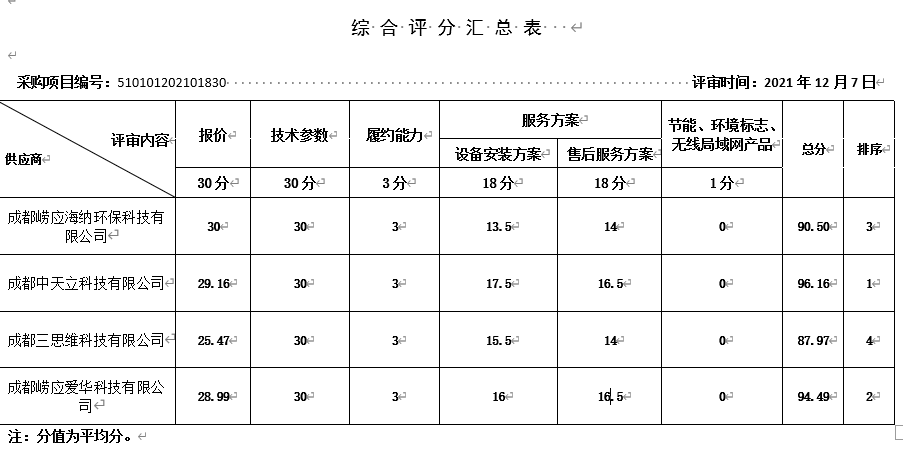 综合评分汇总表
采购项目编号：510101202101830 评审时间：2021年12月7日
评审内容
供应商
报价
技术参数
履约能力
服务方案
节能、环境标志、
无线局域网产品
总分
排序
设备安装方案
售后服务方案
30分
30分
3分
18分
18分
1分
成都崂应海纳环保科技有
限公司
30
30
3
13.5
14
0
90.50
3
成都中天立科技有限公司
29.16
30
3
17.5
16.5
0
96.16
1
成都三思维科技有限公司
25.47
30
3
15.5
14
0
87.97
4
成都崂应爱华科技有限公
司
28.99
30
3
16
16.5
0
94.49
2
注：分值为平均分。